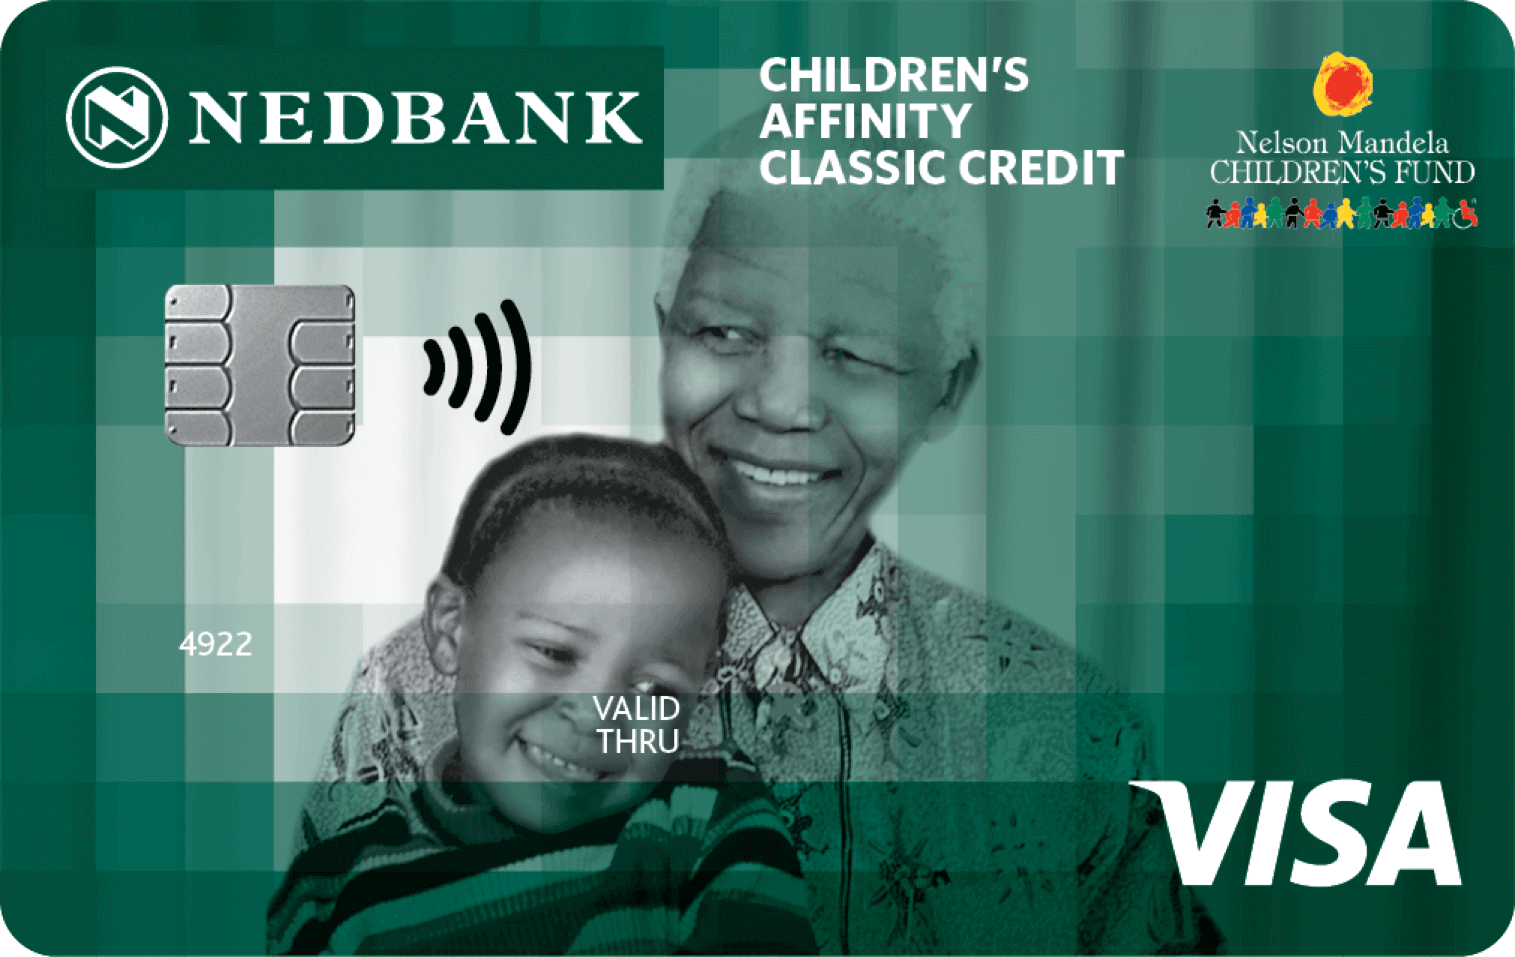 NEDBANK
CHILDREN'S
AFFINITY
CLASSIC CREDIT
Nelson Mandela
CHILDREN'S FUND
4922
VALID
THRU
VISA